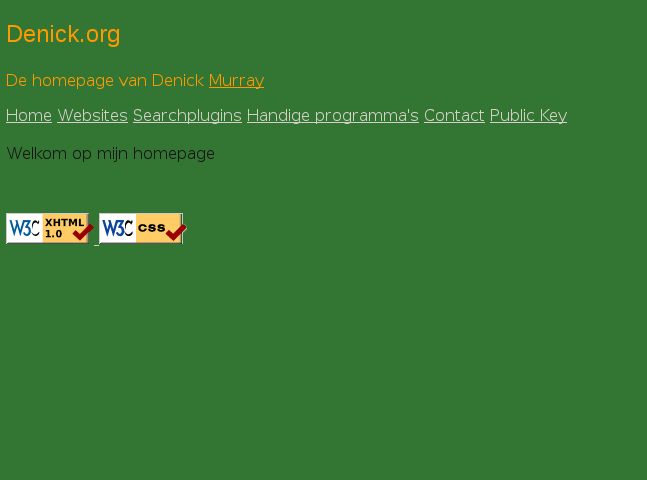 Denick.org
De homepage van Denick Murray
Home Websites Searchplugins Handige programma's Contact Public Key
Welkom op mijn homepage
W3C XHTML 1.0 W3C CSS